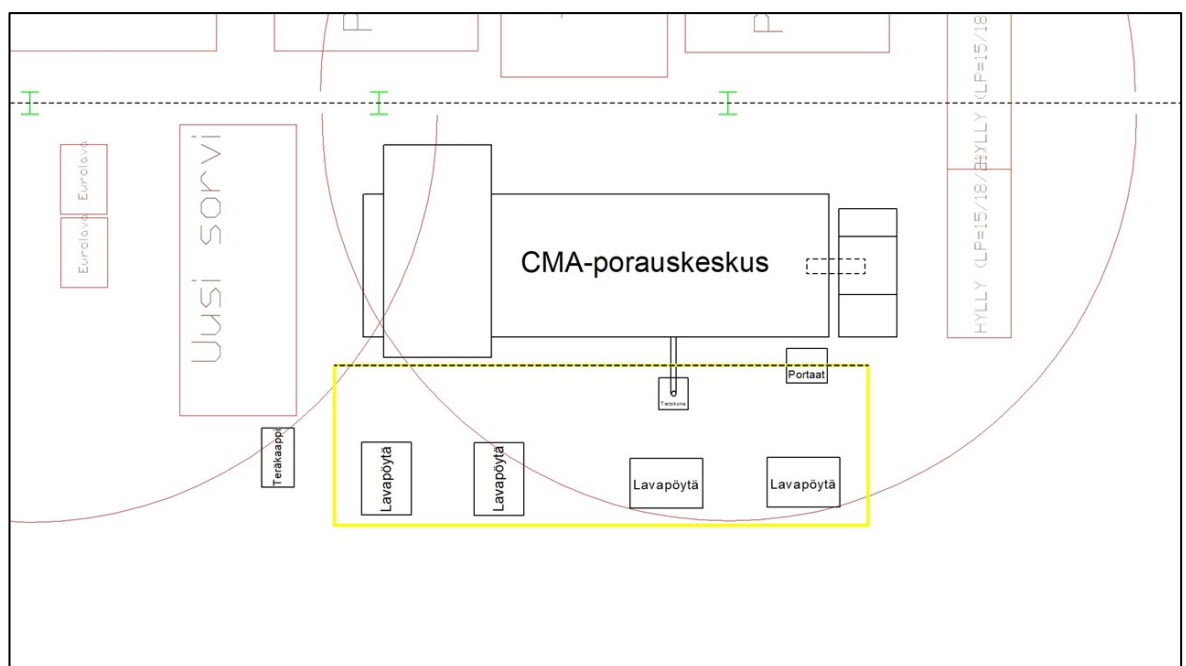 P
P
HYLLY (LP=15/18
Eurolava
Eurolava
Uusi sorvi
CMA-porauskeskus
HYLLY (LP=15/18/21)
Portaat
Tietokone
Teräkaappi
Lavapöytä
Lavapöytä
Lavapöytä
Lavapöytä